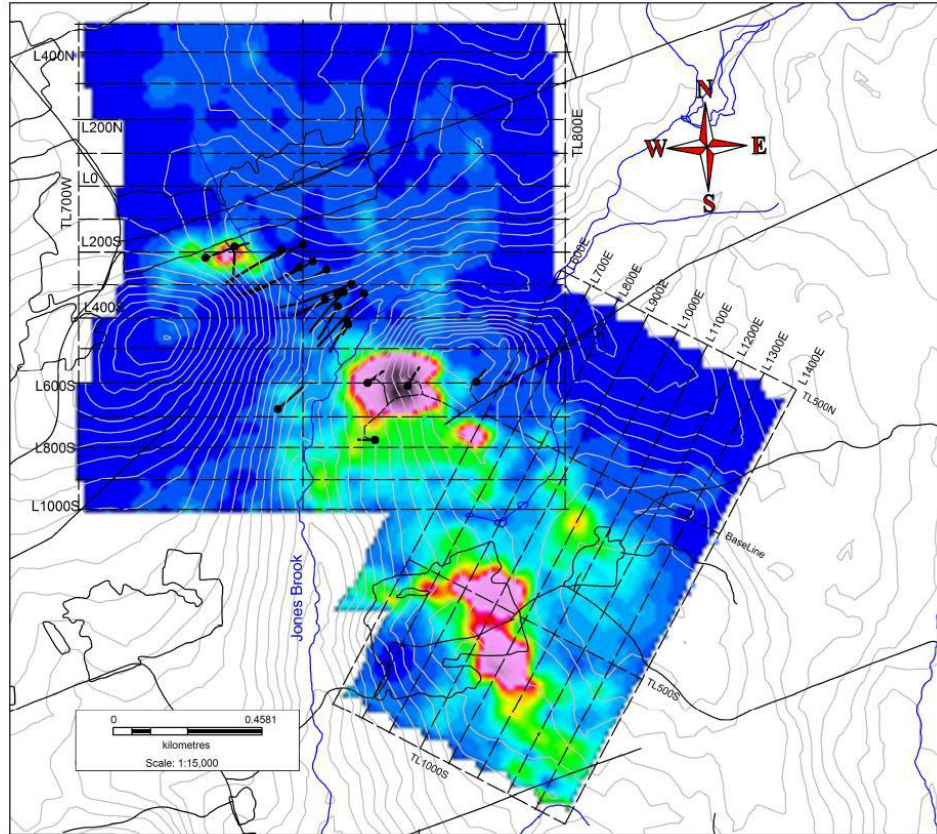 L400N
L200N
L0
TL700W
L200S
L400S
L600S
L800S
L1000S
TL800E
N
W E
S
L700E
L800E
L900E
L1000E
L1100E
L1200E
L1300E
L1400E
TL500N
BaseLine
TL500S
TL1000S
Jones Brook
0 0.4581
kilometres
Scale: 1:15,000